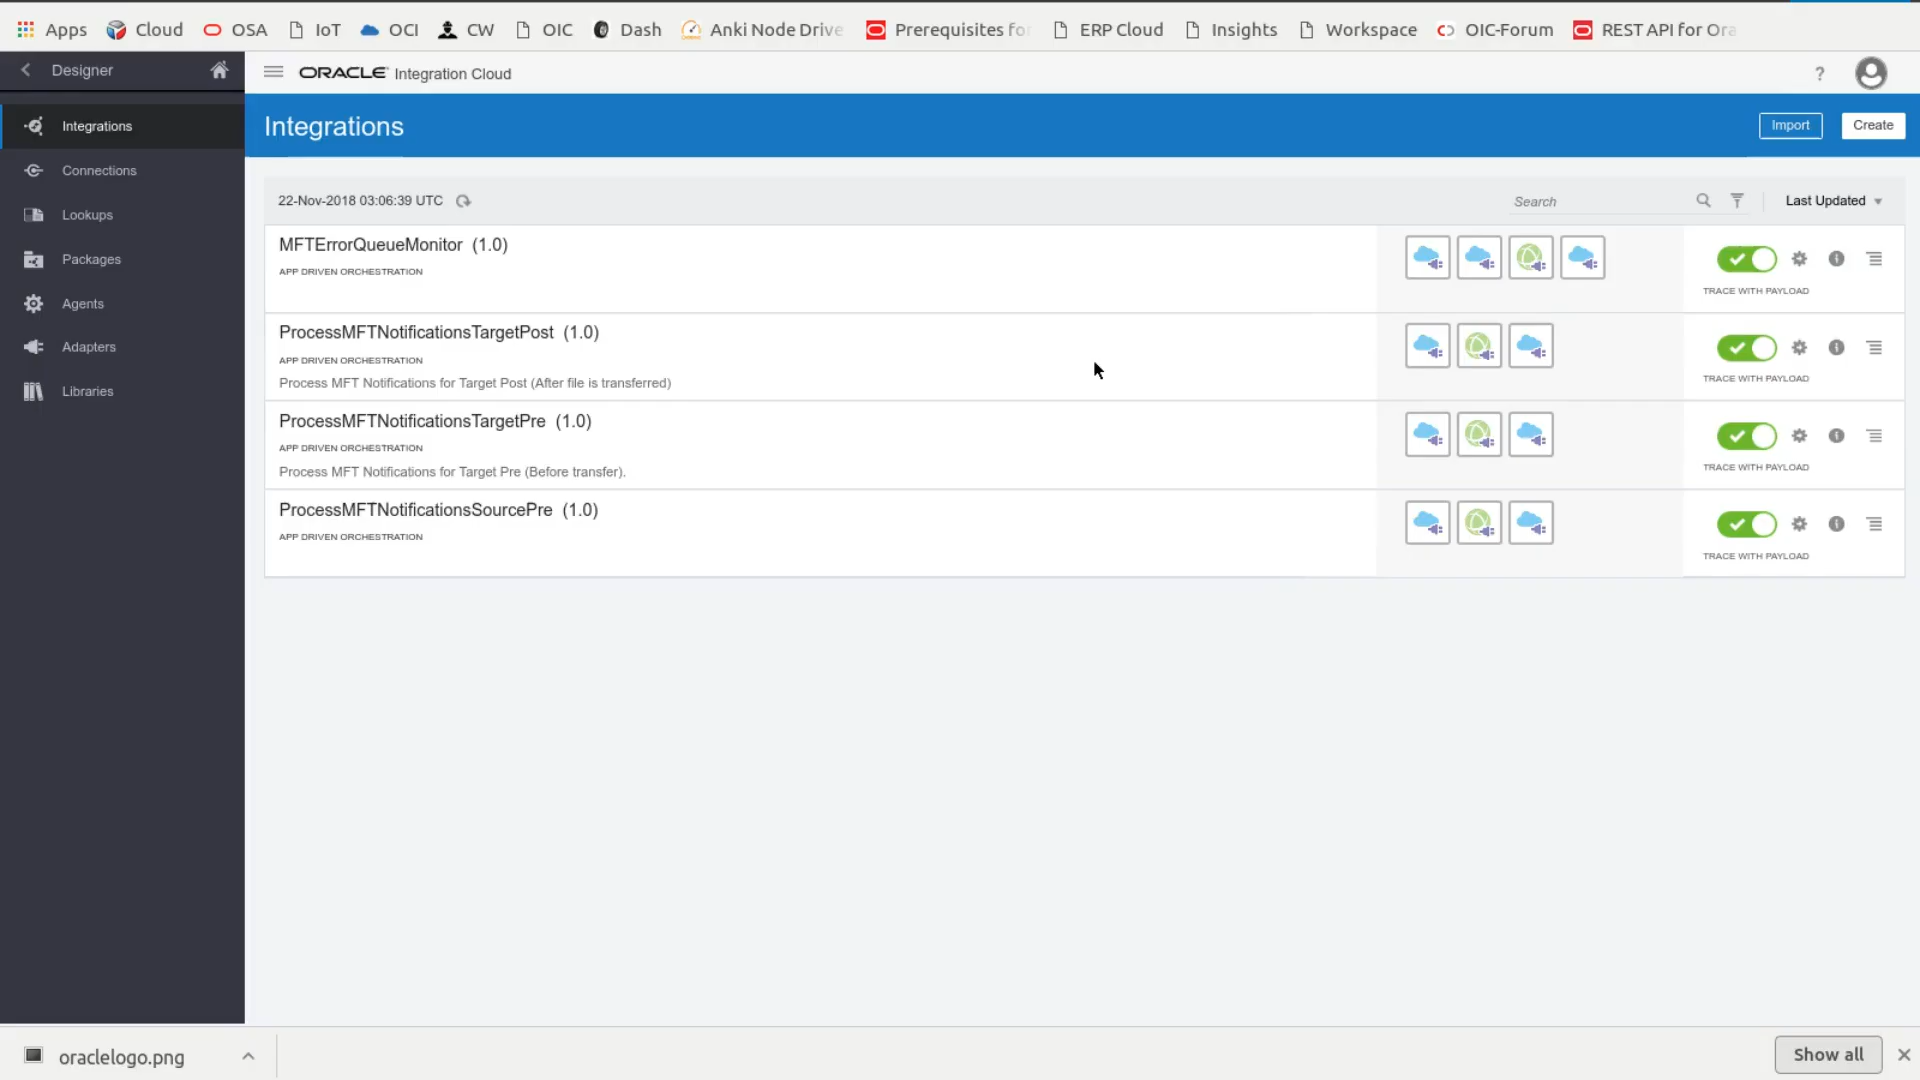 Apps Cloud OSA IoT OCI CW OIC Dash Anki Node Drive Prerequisites for ERP Cloud Insights Workspace OIC-Forum REST API for Ora
Designer
ORACLE Integration Cloud
?
Integrations
Import
Create
Integrations
Connections
Lookups
Packages
Agents
Adapters
Libraries
22-Nov-2018 03:06:39 UTC
Search
Last Updated
MFTErrorQueueMonitor (1.0)
APP DRIVEN ORCHESTRATION
TRACE WITH PAYLOAD
ProcessMFTNotificationsTargetPost (1.0)
APP DRIVEN ORCHESTRATION
Process MFT Notifications for Target Post (After file is transferred)
TRACE WITH PAYLOAD
ProcessMFTNotificationsTargetPre (1.0)
APP DRIVEN ORCHESTRATION
Process MFT Notifications for Target Pre (Before transfer).
TRACE WITH PAYLOAD
ProcessMFTNotificationsSourcePre (1.0)
APP DRIVEN ORCHESTRATION
TRACE WITH PAYLOAD
oraclelogo.png
Show all